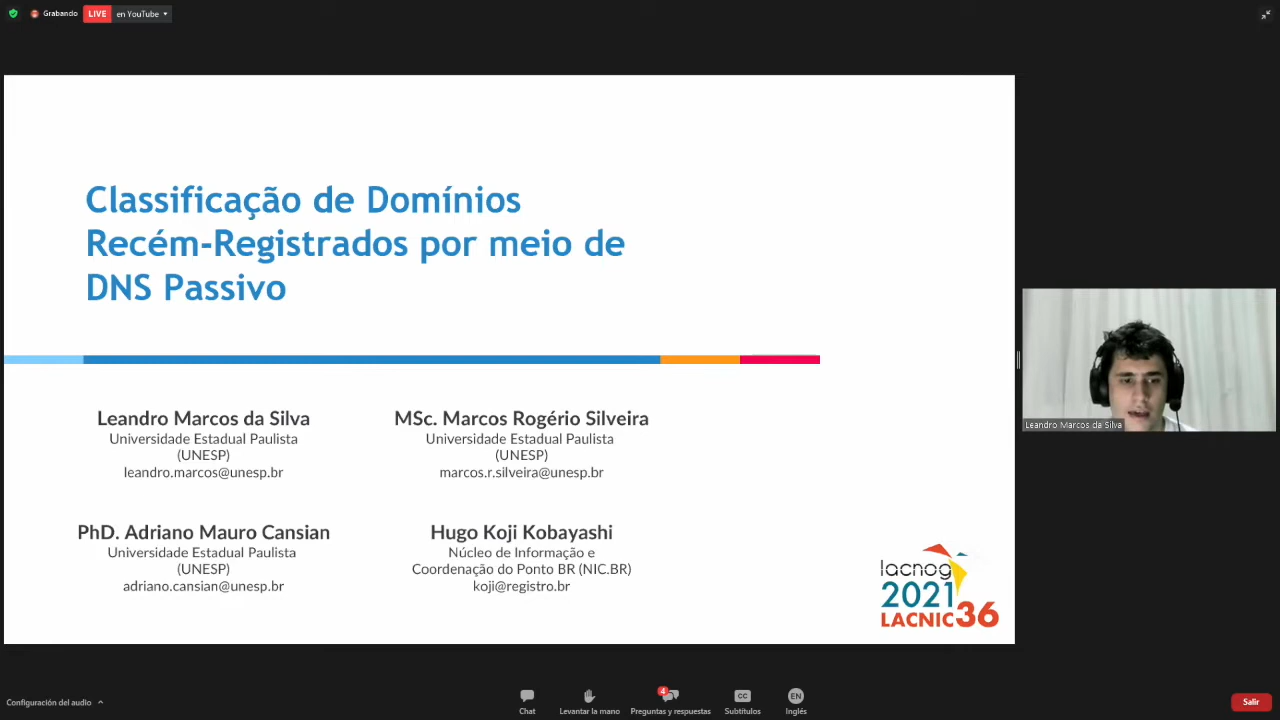 Grabando
LIVE
en YouTube
Classificação de Domínios
Recém-Registrados por meio de
DNS Passivo
Leandro Marcos da Silva
Universidade Estadual Paulista
(UNESP)
leandro.marcos@unesp.br
MSc. Marcos Rogério Silveira
Universidade Estadual Paulista
(UNESP)
marcos.r.silveira@unesp.br
PhD. Adriano Mauro Cansian
Universidade Estadual Paulista
(UNESP)
adriano.cansian@unesp.br
Hugo Koji Kobayashi
Núcleo de Informação e
Coordenação do Ponto BR (NIC.BR)
koji@registro.br
lacnog
2021
LACNIC 36
Leandro Marcos da Silva
Configuración del audio
Chat
Levantar la mano
4
Preguntas y respuestas
CC
Subtítulos
EN
Inglés
Salir